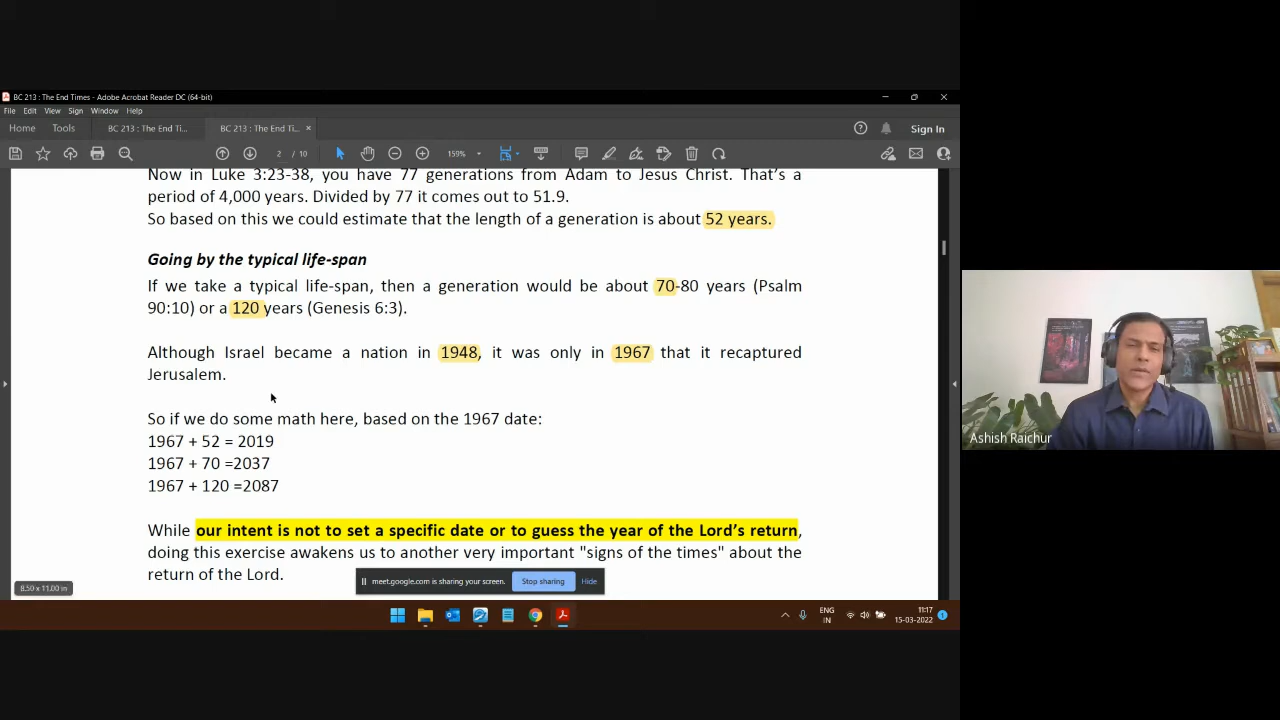 BC 213 : The End Times - Adobe Acrobat Reader DC (64-bit)
File Edit View Sign Window Help
Home Tools BC 213 : The End Ti... BC 213 : The End Ti... ×
Sign In
2 / 10 159%
Now in Luke 3:23-38, you have 77 generations from Adam to Jesus Christ. That's a
period of 4,000 years. Divided by 77 it comes out to 51.9.
So based on this we could estimate that the length of a generation is about 52 years.
Going by the typical life-span
If we take a typical life-span, then a generation would be about 70-80 years (Psalm
90:10) or a 120 years (Genesis 6:3).
Although Israel became a nation in 1948, it was only in 1967 that it recaptured
Jerusalem.
So if we do some math here, based on the 1967 date:
1967 + 52 = 2019
1967 + 70 =2037
1967 + 120 =2087
While our intent is not to set a specific date or to guess the year of the Lord's return,
doing this exercise awakens us to another very important "signs of the times" about the
return of the Lord.
8.50 x 11.00 in
meet.google.com is sharing your screen. Stop sharing Hide
ENG
IN
11:17
15-03-2022
1
Ashish Raichur